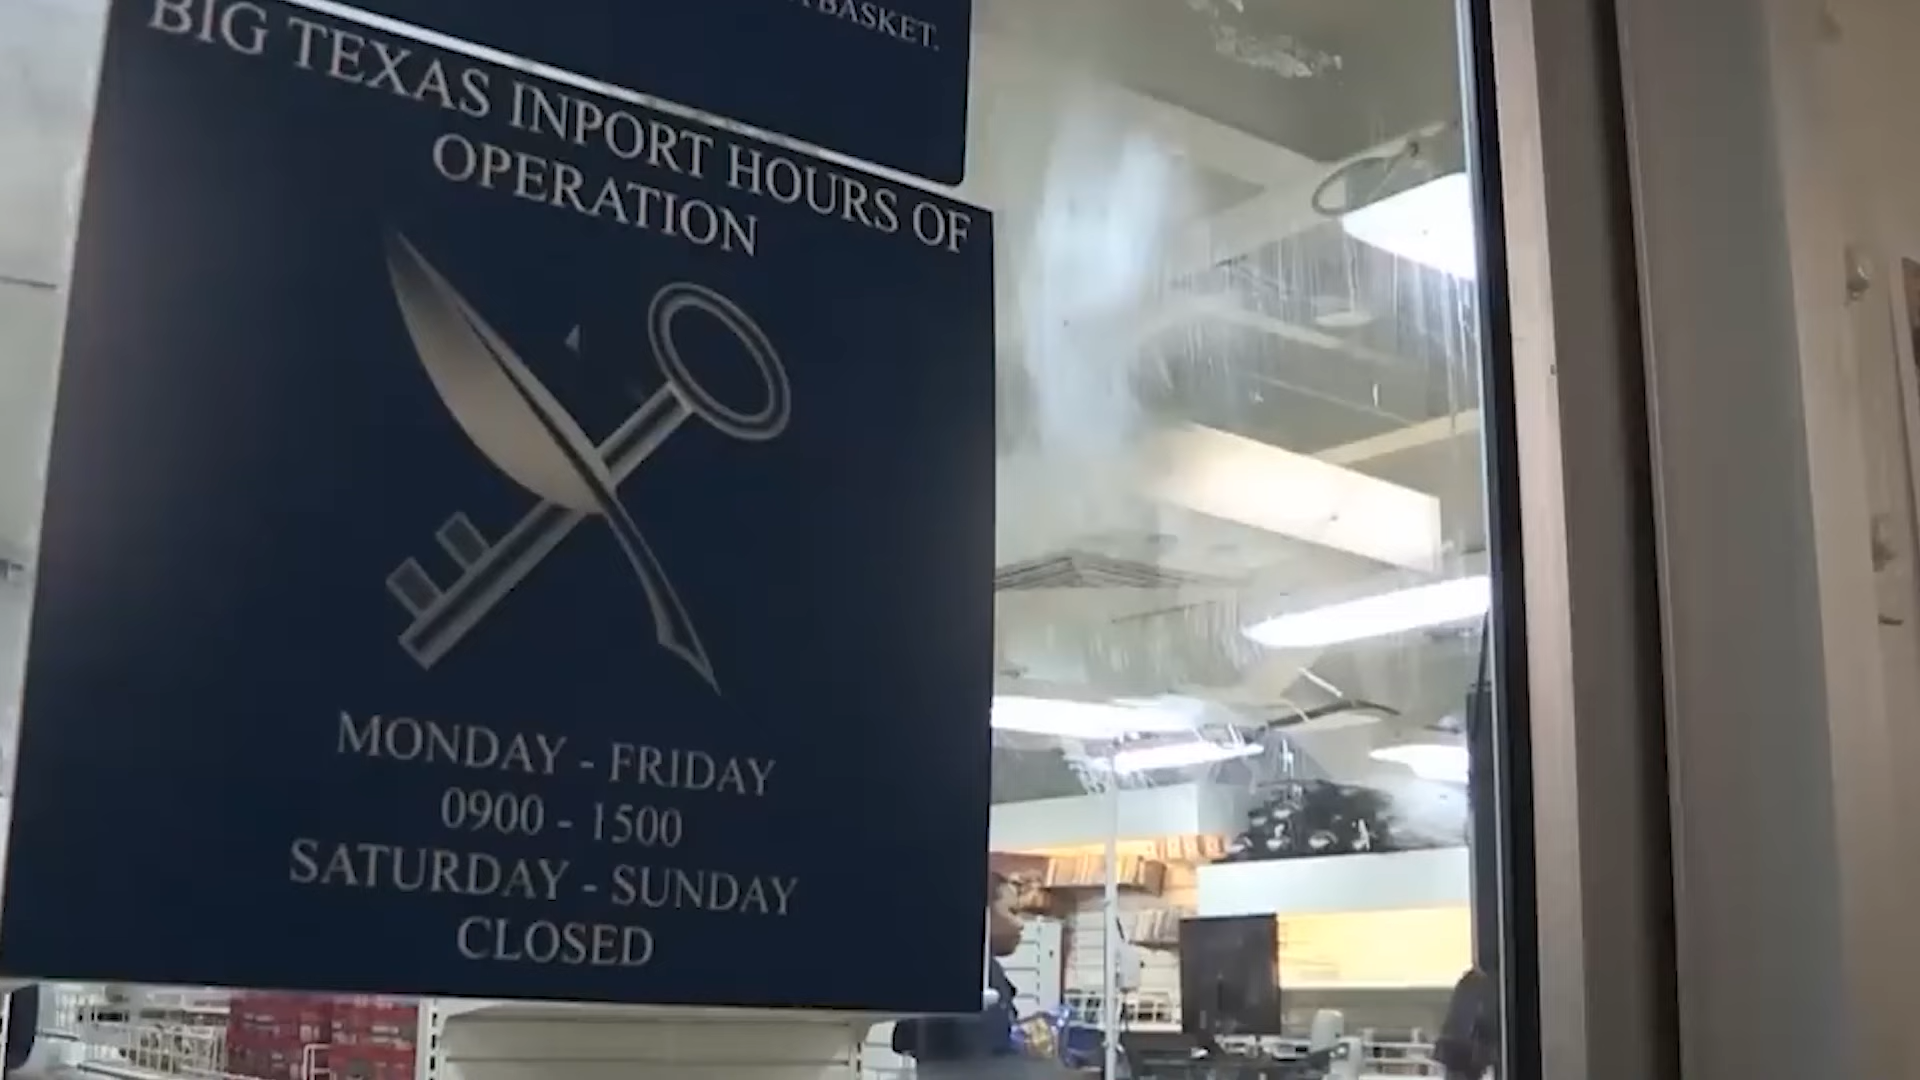 BASKET.
BIG TEXAS INPORT HOURS OF
OPERATION
MONDAY - FRIDAY
0900 - 1500
SATURDAY - SUNDAY
CLOSED